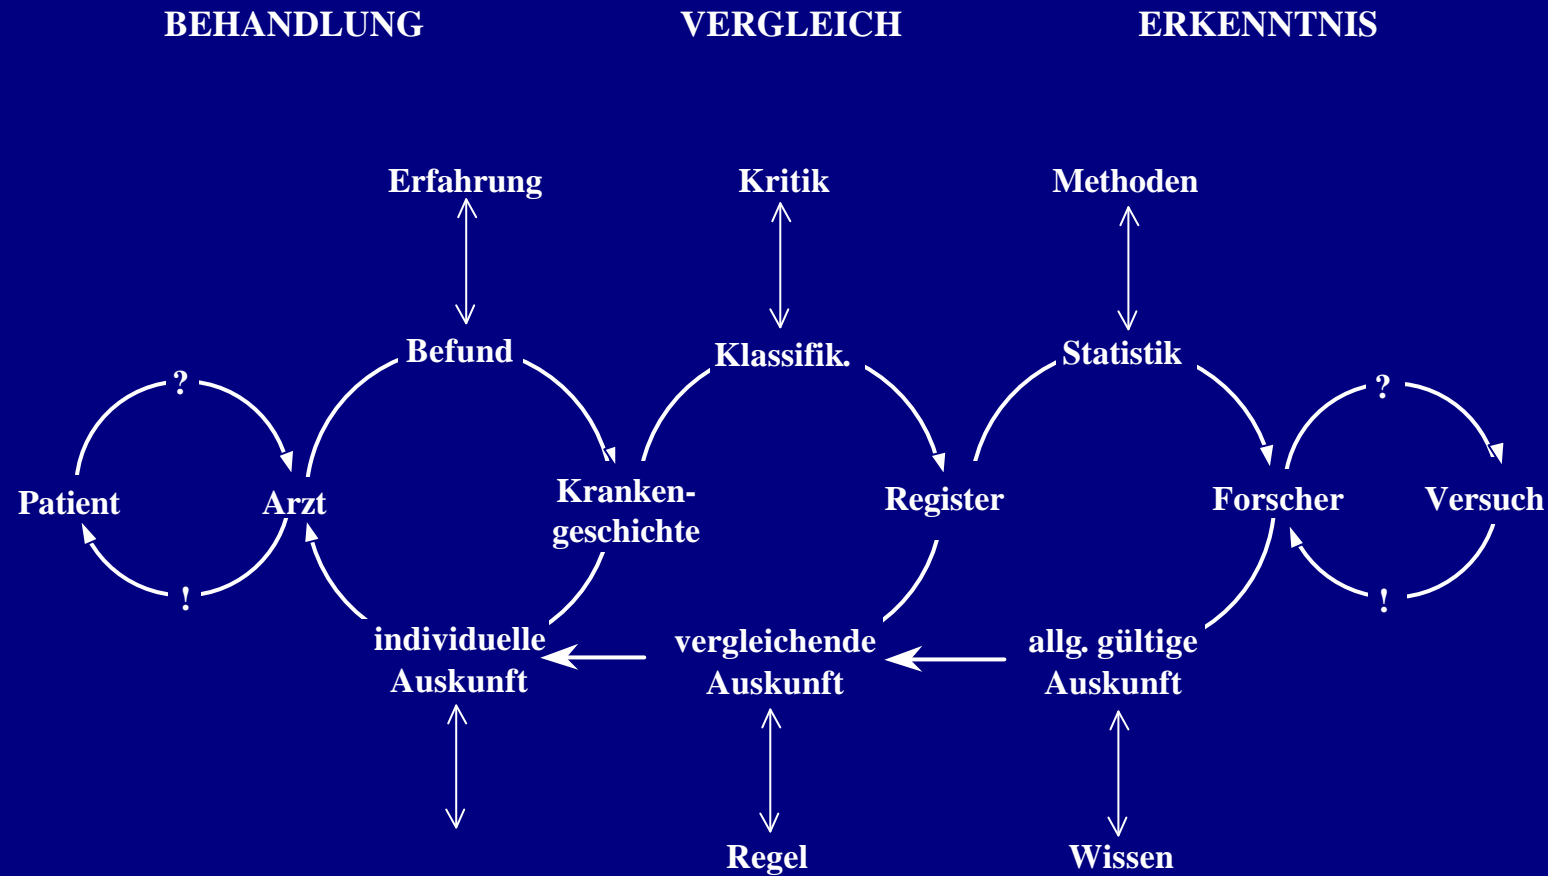 BEHANDLUNG VERGLEICH ERKENNTNIS
Erfahrung Kritik Methoden
Befund Klassifik. Statistik
? ?
Patient Arzt Kranken- Register Forscher Versuch
geschichte
! !
individuelle vergleichende allg. gültige
Auskunft Auskunft Auskunft
Regel Wissen